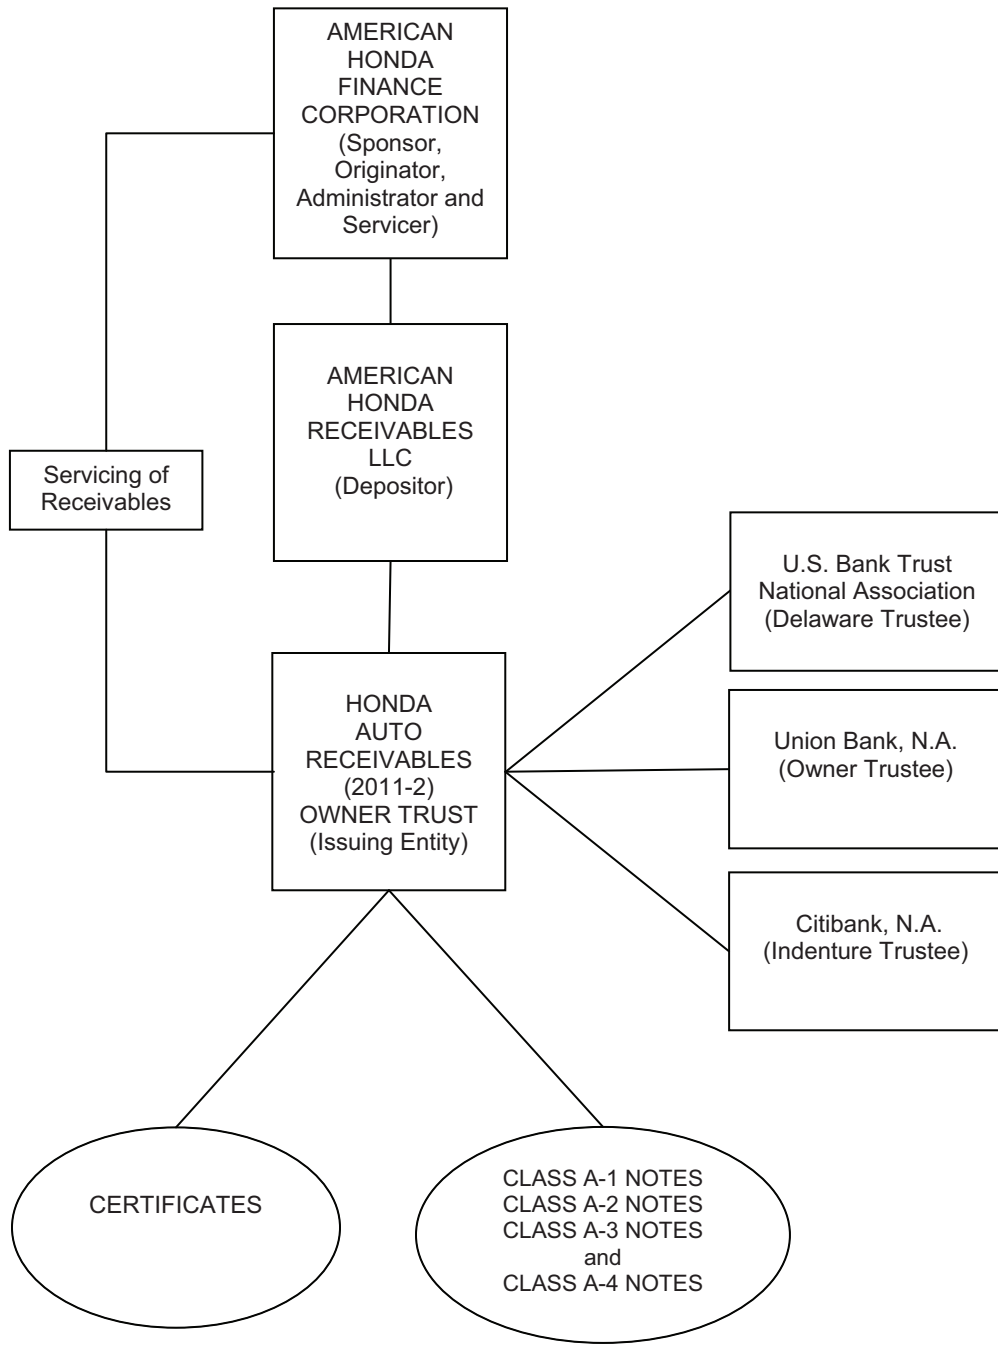 AMERICAN
HONDA
FINANCE
CORPORATION
(Sponsor,
Originator,
Administrator and
Servicer)
AMERICAN
HONDA
RECEIVABLES
LLC
(Depositor)
Servicing of
Receivables
U.S. Bank Trust
National Association
(Delaware Trustee)
HONDA
AUTO
RECEIVABLES
(2011-2)
OWNER TRUST
(Issuing Entity)
Union Bank, N.A.
(Owner Trustee)
Citibank, N.A.
(Indenture Trustee)
CERTIFICATES
CLASS A-1 NOTES
CLASS A-2 NOTES
CLASS A-3 NOTES
and
CLASS A-4 NOTES